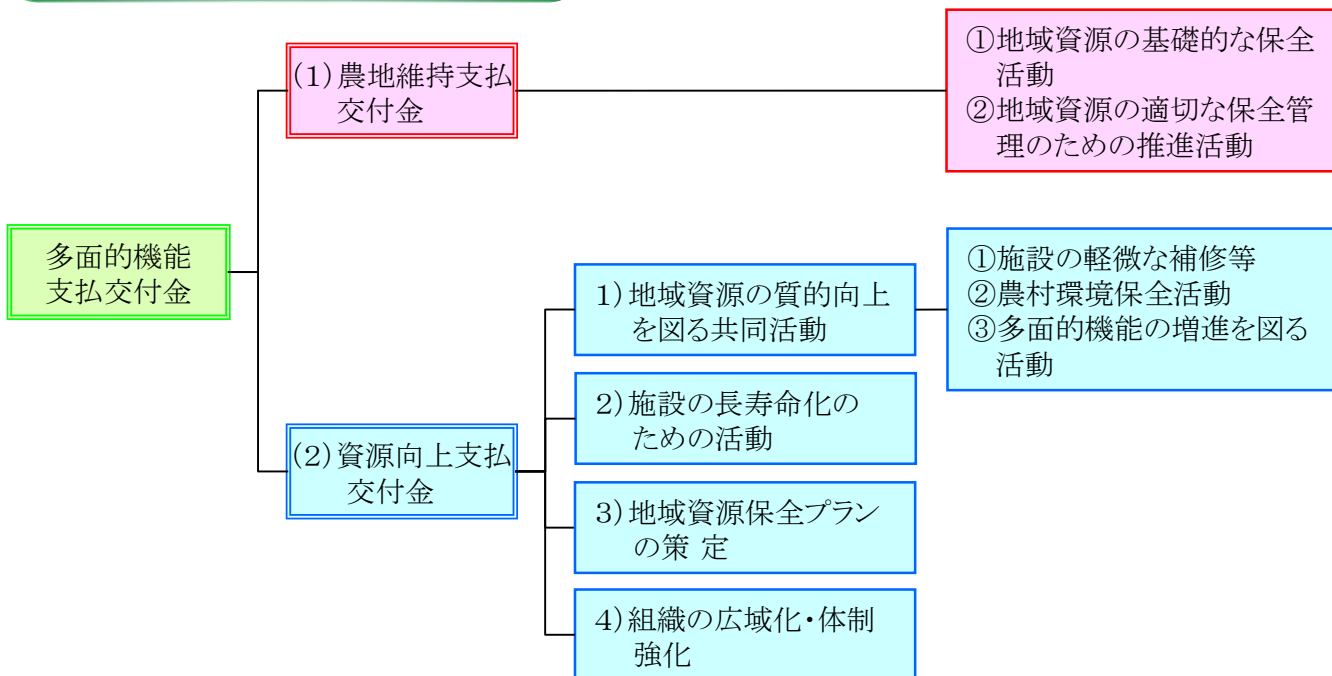 (1)農地維持支払
交付金
①地域資源の基礎的な保全
活動
②地域資源の適切な保全管
理のための推進活動
多面的機能
支払交付金
(2)資源向上支払
交付金
1)地域資源の質的向上
を図る共同活動
①施設の軽微な補修等
②農村環境保全活動
③多面的機能の増進を図る
活動
2)施設の長寿命化の
ための活動
3)地域資源保全プラン
の策 定
4)組織の広域化・体制
強化